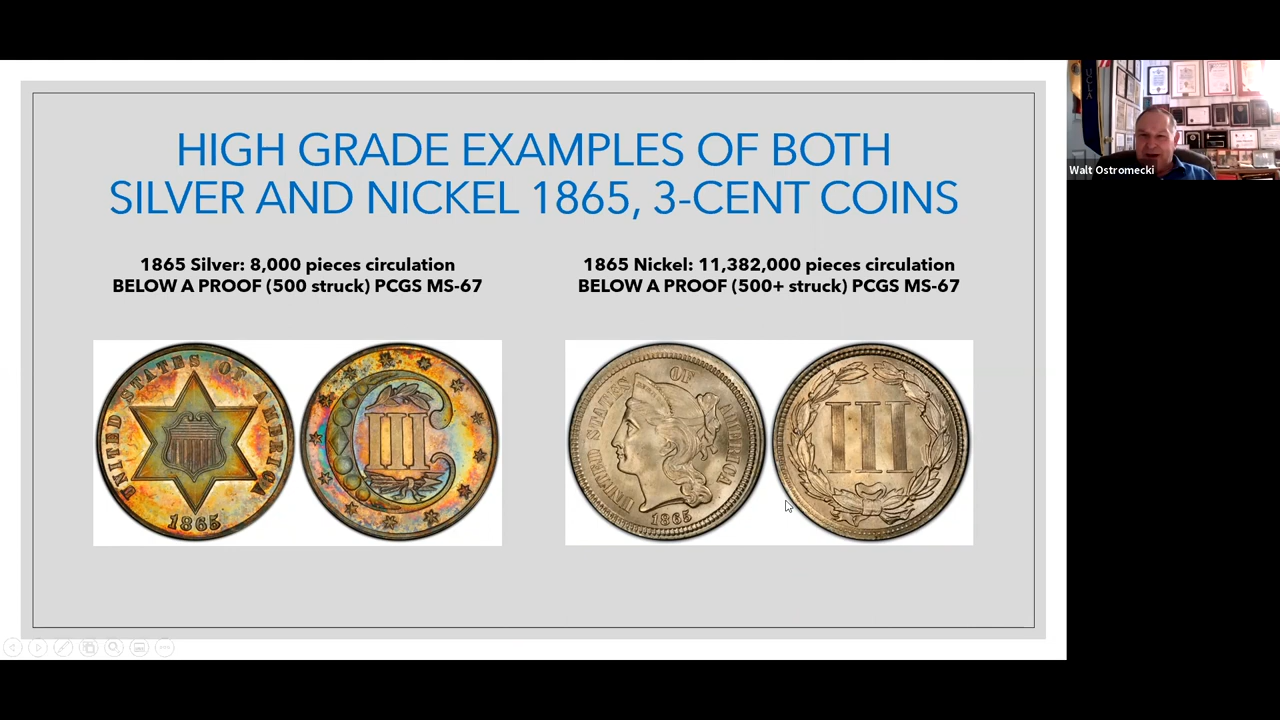 HIGH GRADE EXAMPLES OF BOTH
SILVER AND NICKEL 1865, 3-CENT COINS
1865 Silver: 8,000 pieces circulation
BELOW A PROOF (500 struck) PCGS MS-67
1865 Nickel: 11,382,000 pieces circulation
BELOW A PROOF (500+ struck) PCGS MS-67
UNITED STATES OF AMERICA
1865
III
UNITED STATES OF AMERICA
1865
III
UCLA
Walt Ostromecki